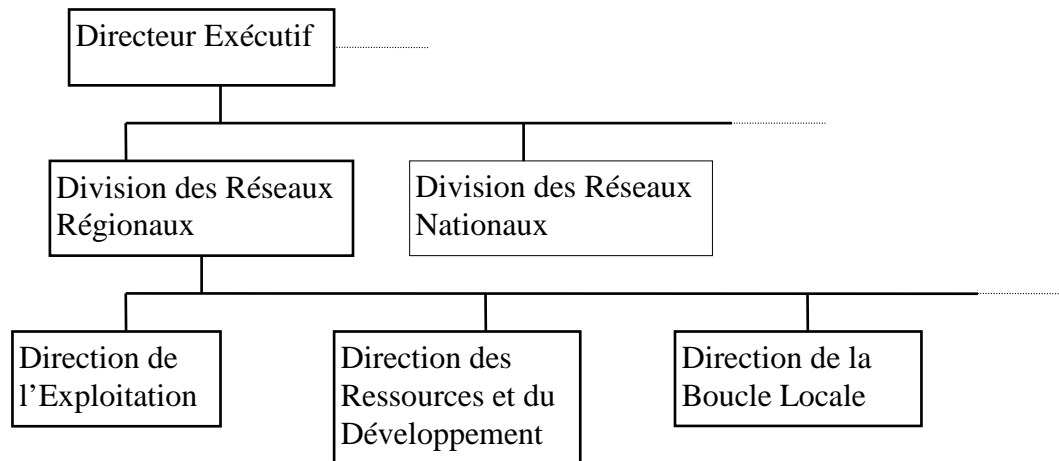 Directeur Exécutif
Division des Réseaux
Régionaux
Division des Réseaux
Nationaux
Direction de
l’Exploitation
Direction des
Ressources et du
Développement
Direction de la
Boucle Locale